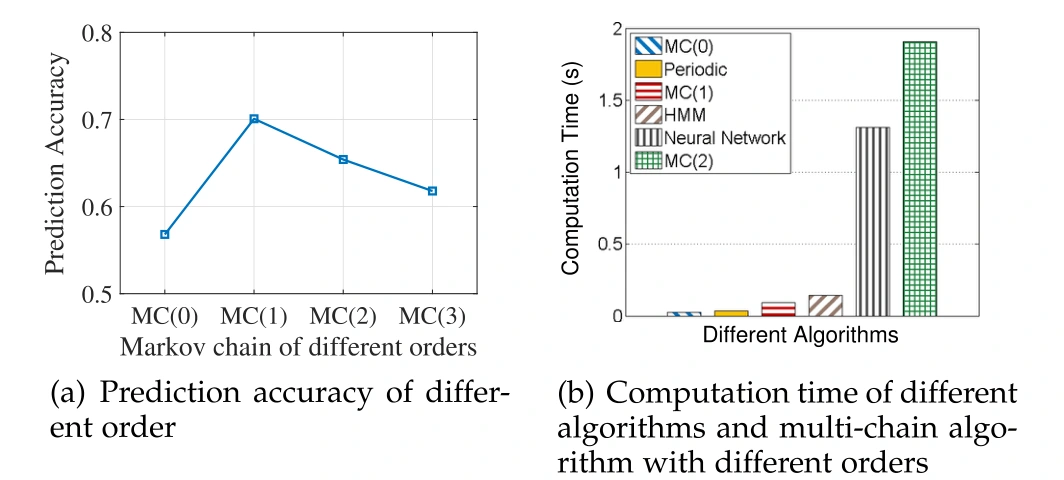 0.8
0.7
0.6
0.5
Prediction Accuracy
MC(0) MC(1) MC(2) MC(3)
Markov chain of different orders
(a) Prediction accuracy of differ-
ent order
2
1.5
1
0.5
0
Computation Time (s)
MC(0)
Periodic
MC(1)
HMM
Neural Network
MC(2)
Different Algorithms
(b) Computation time of different
algorithms and multi-chain algo-
rithm with different orders